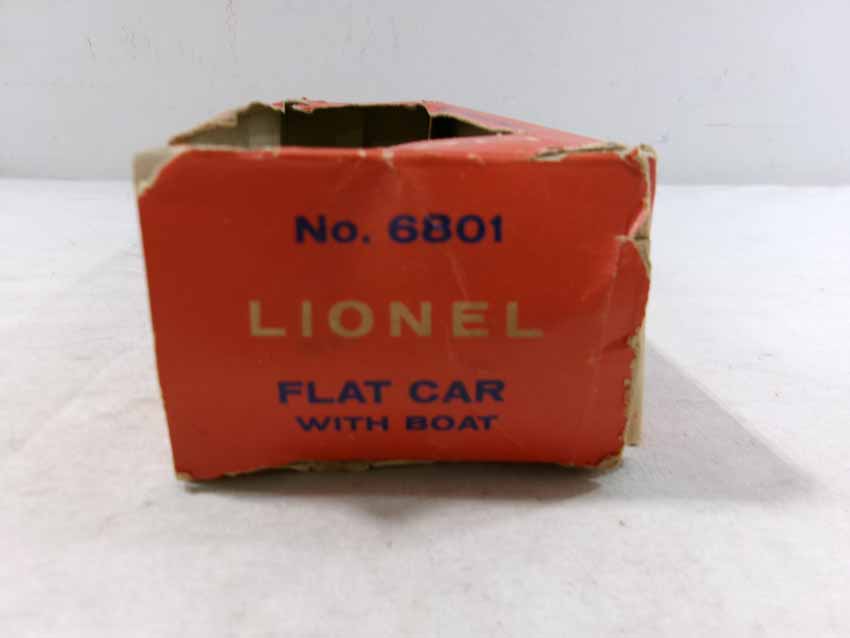 No. 6801
LIONEL
FLAT CAR
WITH BOAT